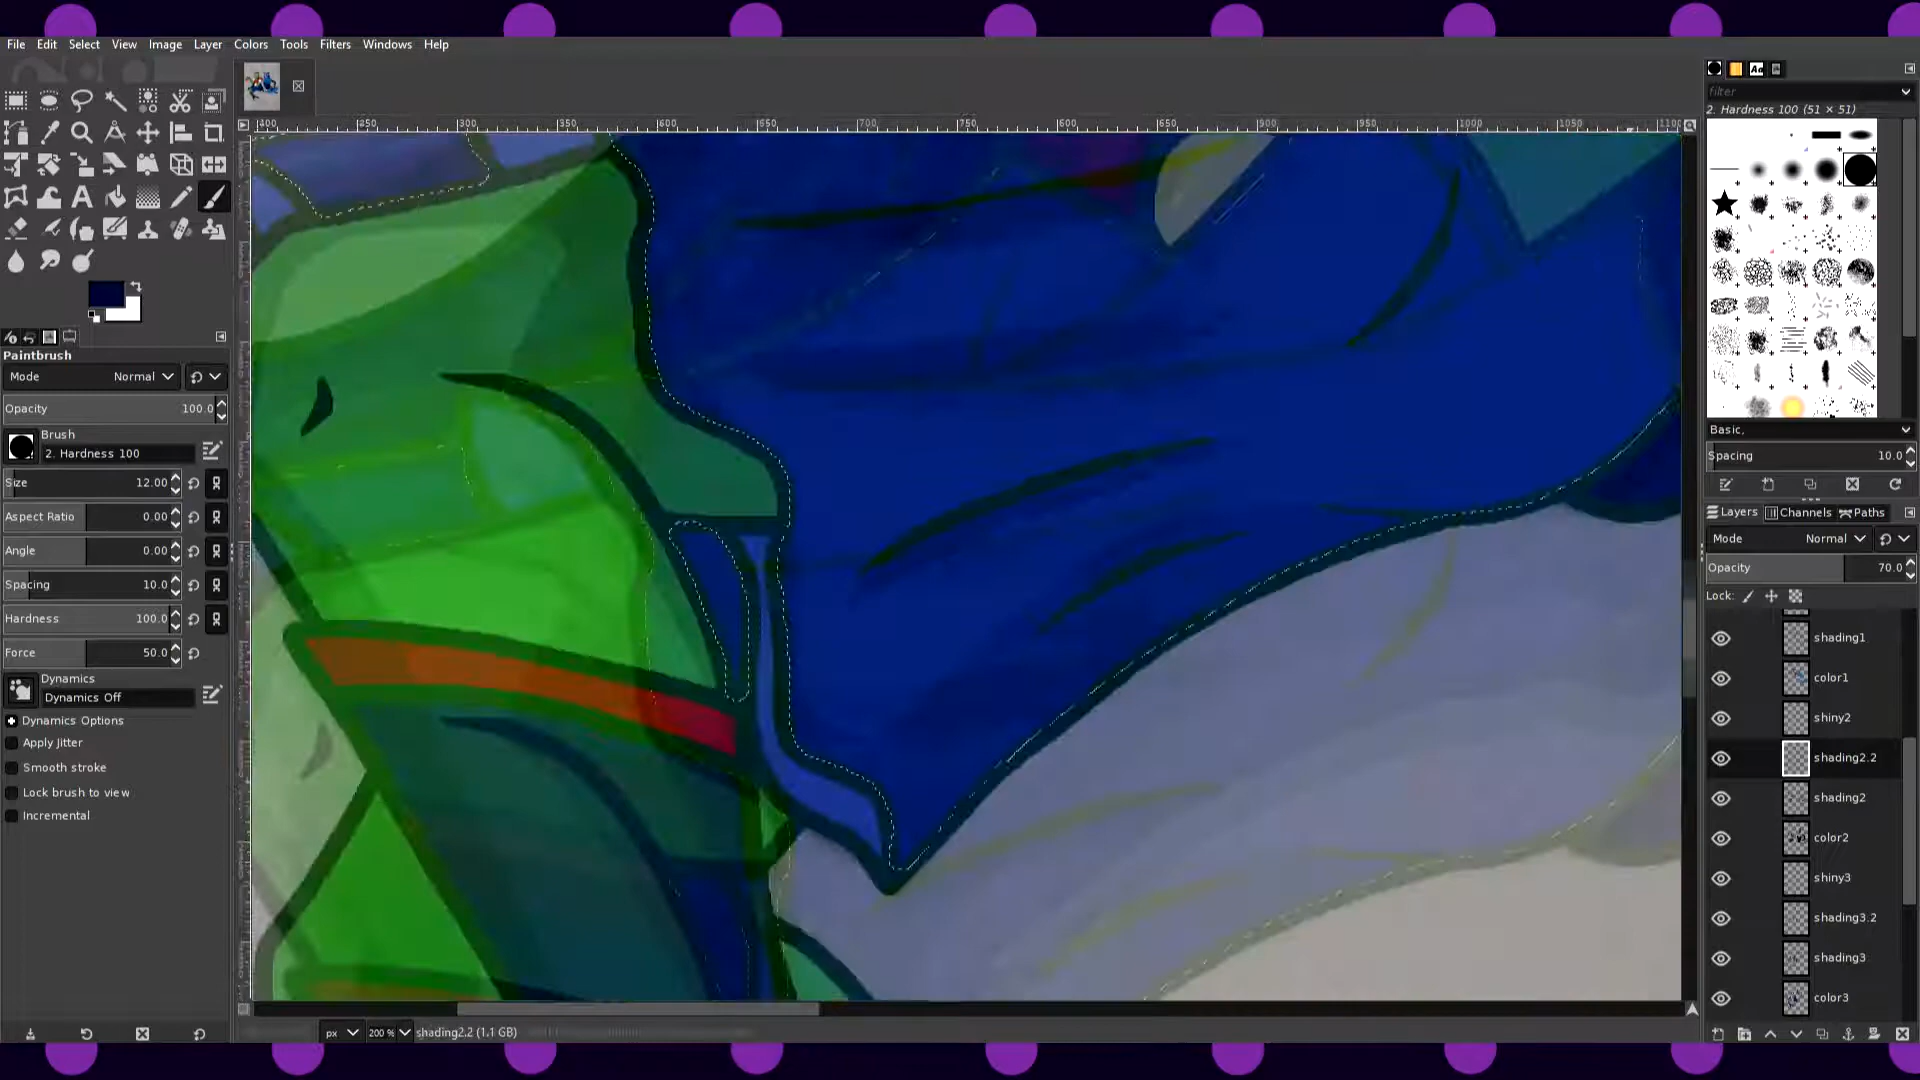 File Edit Select View Image Layer Colors Tools Filters Windows Help
filter
2. Hardness 100 (51 × 51)
Paintbrush
Mode Normal
Opacity 100.0
Brush
2. Hardness 100
Size 12.00
Aspect Ratio 0.00
Angle 0.00
Spacing 10.0
Hardness 100.0
Force 50.0
Dynamics
Dynamics Off
Dynamics Options
Apply Jitter
Smooth stroke
Lock brush to view
Incremental
Basic,
Spacing 10.0
Layers Channels Paths
Mode Normal
Opacity 70.0
Lock:
shading1
color1
shiny2
shading2.2
shading2
color2
shiny3
shading3.2
shading3
color3
px 200 % shading2.2 (1.1 GB)